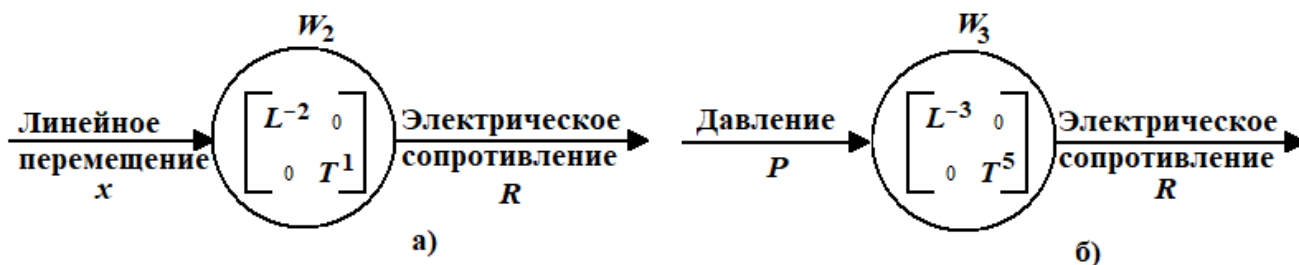 W₂
Линейное
перемещение
x
L⁻² 0
0 T¹
Электрическое
сопротивление
R
а)
W₃
Давление
P
L⁻³ 0
0 T⁵
Электрическое
сопротивление
R
б)